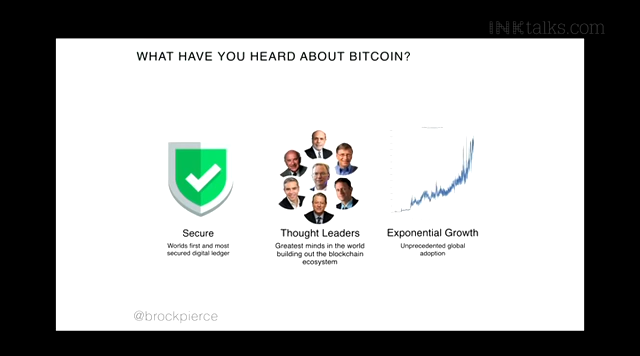 INKtalks.com
WHAT HAVE YOU HEARD ABOUT BITCOIN?
Secure
Worlds first and most
secured digital ledger
Thought Leaders
Greatest minds in the world
building out the blockchain
ecosystem
Exponential Growth
Unprecedented global
adoption
@brockpierce